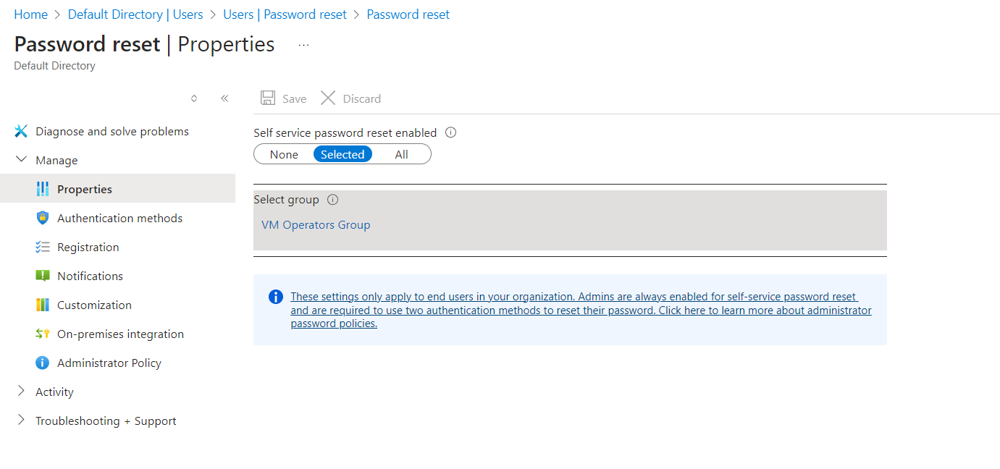 Home > Default Directory | Users > Users | Password reset > Password reset
Password reset | Properties ...
Default Directory
Save Discard
Diagnose and solve problems
Manage
Properties
Authentication methods
Registration
Notifications
Customization
On-premises integration
Administrator Policy
Activity
Troubleshooting + Support
Self service password reset enabled
None Selected All
Select group
VM Operators Group
These settings only apply to end users in your organization. Admins are always enabled for self-service password reset
and are required to use two authentication methods to reset their password. Click here to learn more about administrator
password policies.